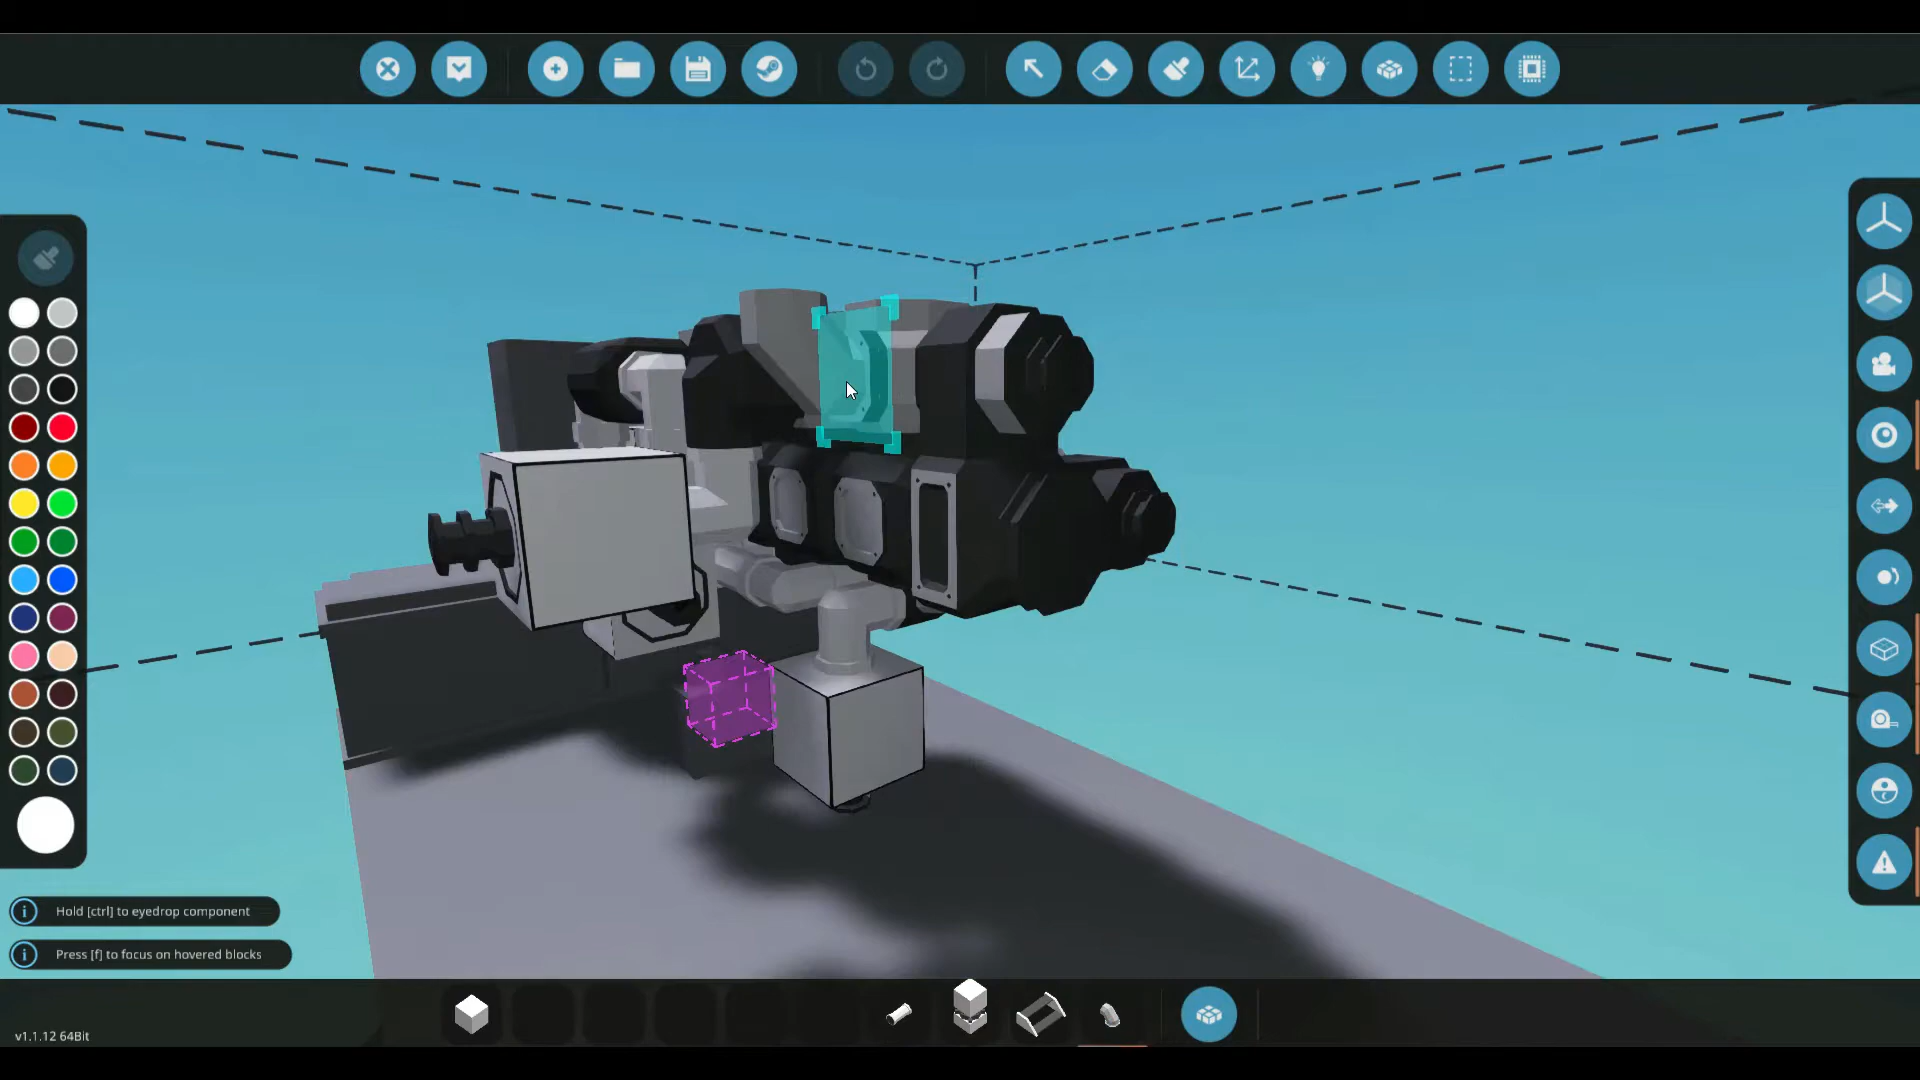 Hold [ctrl] to eyedrop component
Press [f] to focus on hovered blocks
v1.1.12 64Bit